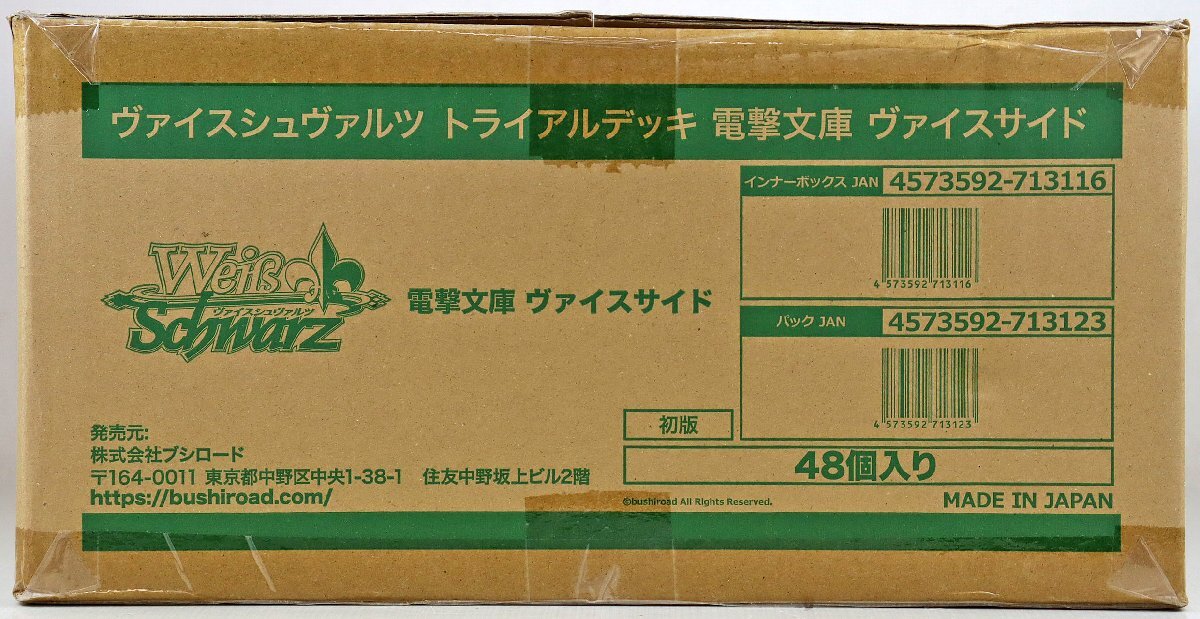 ヴァイスシュヴァルツ トライアルデッキ 電撃文庫 ヴァイスサイド
インナーボックス JAN 4573592-713116
4 573592 713116
Weiß
ヴァイスシュヴァルツ
Schwarz
電撃文庫 ヴァイスサイド
パック JAN 4573592-713123
4 573592 713123
初版
48個入り
発売元:
株式会社ブシロード
〒164-0011 東京都中野区中央1-38-1 住友中野坂上ビル2階
https://bushiroad.com/
©bushiroad All Rights Reserved.
MADE IN JAPAN